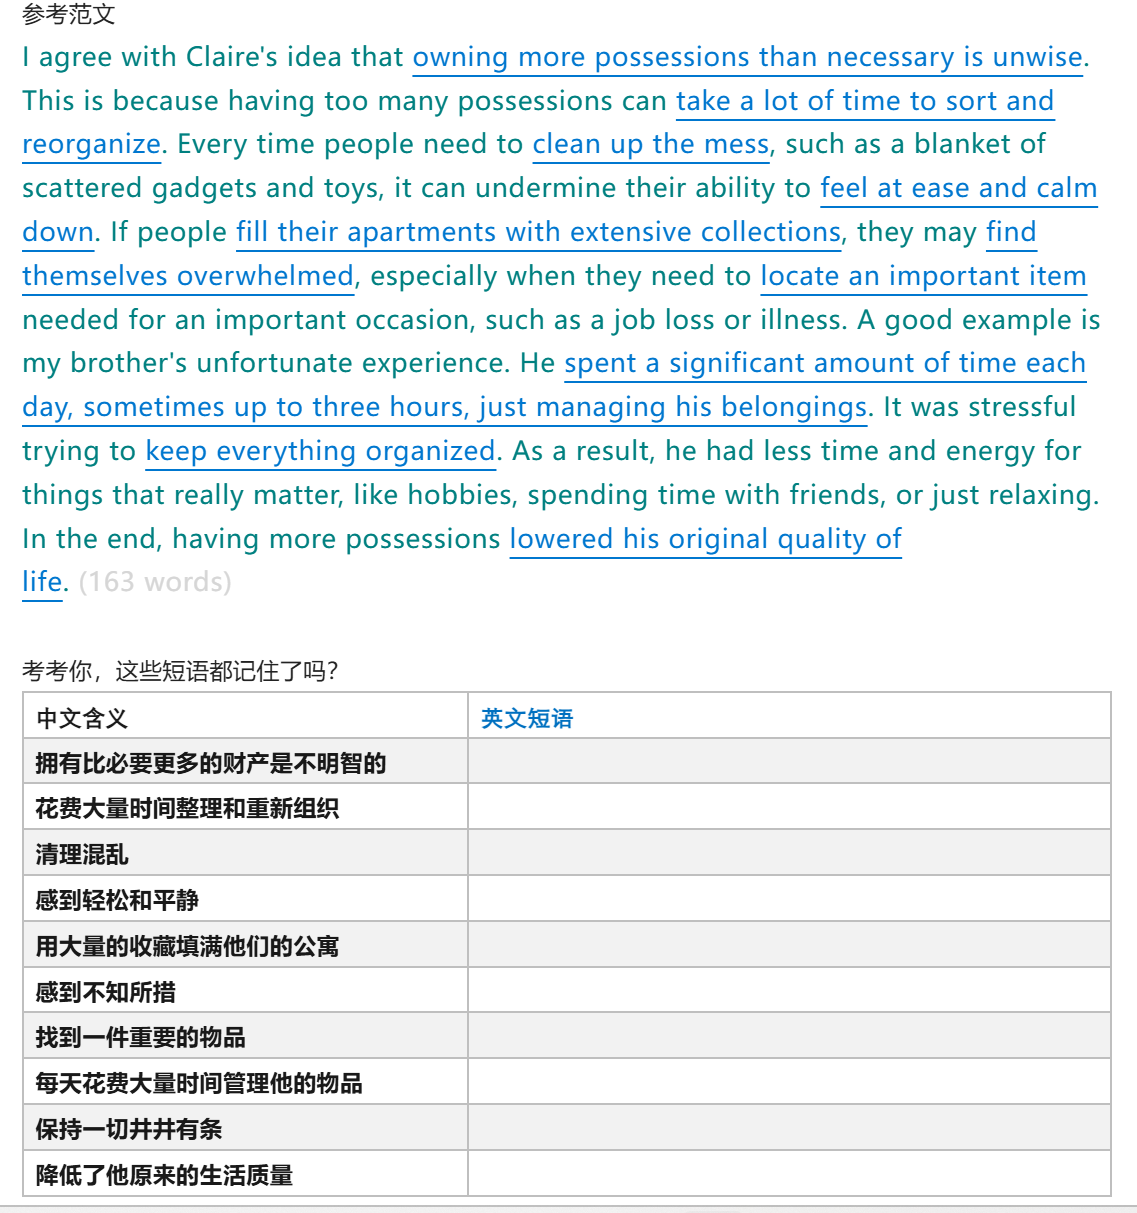 参考范文
I agree with Claire's idea that owning more possessions than necessary is unwise.
This is because having too many possessions can take a lot of time to sort and
reorganize. Every time people need to clean up the mess, such as a blanket of
scattered gadgets and toys, it can undermine their ability to feel at ease and calm
down. If people fill their apartments with extensive collections, they may find
themselves overwhelmed, especially when they need to locate an important item
needed for an important occasion, such as a job loss or illness. A good example is
my brother's unfortunate experience. He spent a significant amount of time each
day, sometimes up to three hours, just managing his belongings. It was stressful
trying to keep everything organized. As a result, he had less time and energy for
things that really matter, like hobbies, spending time with friends, or just relaxing.
In the end, having more possessions lowered his original quality of
life. (163 words)
考考你，这些短语都记住了吗？
中文含义 英文短语
拥有比必要更多的财产是不明智的
花费大量时间整理和重新组织
清理混乱
感到轻松和平静
用大量的收藏填满他们的公寓
感到不知所措
找到一件重要的物品
每天花费大量时间管理他的物品
保持一切井井有条
降低了他原来的生活质量